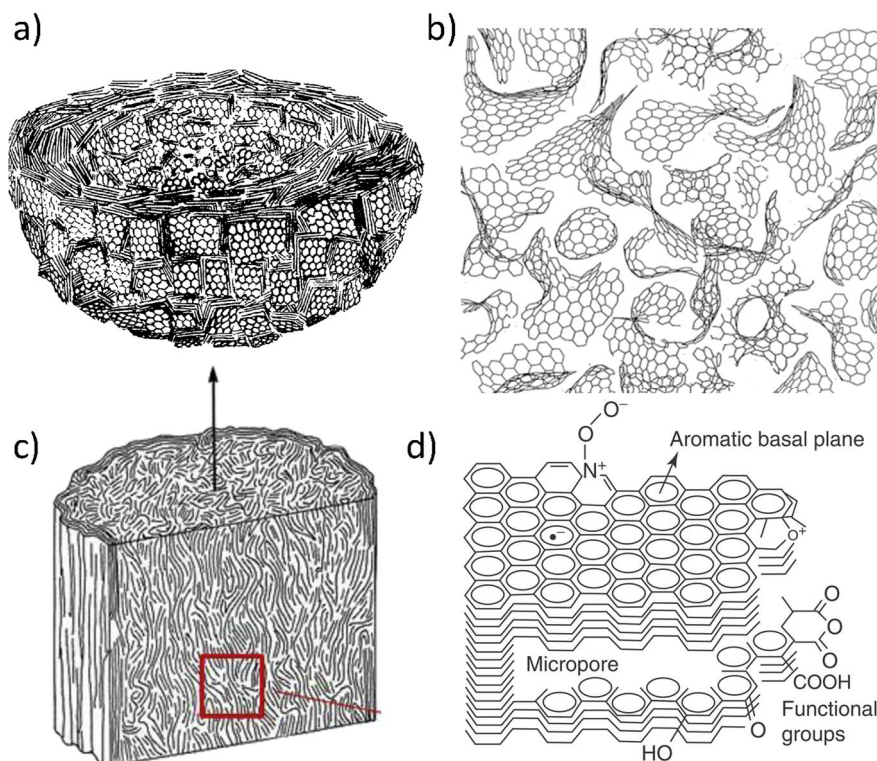 a)
b)
c)
d)
O
O⁻
N⁺
Aromatic basal plane
•−
O⁺
O
O
O
Micropore
COOH
Functional
groups
O
HO